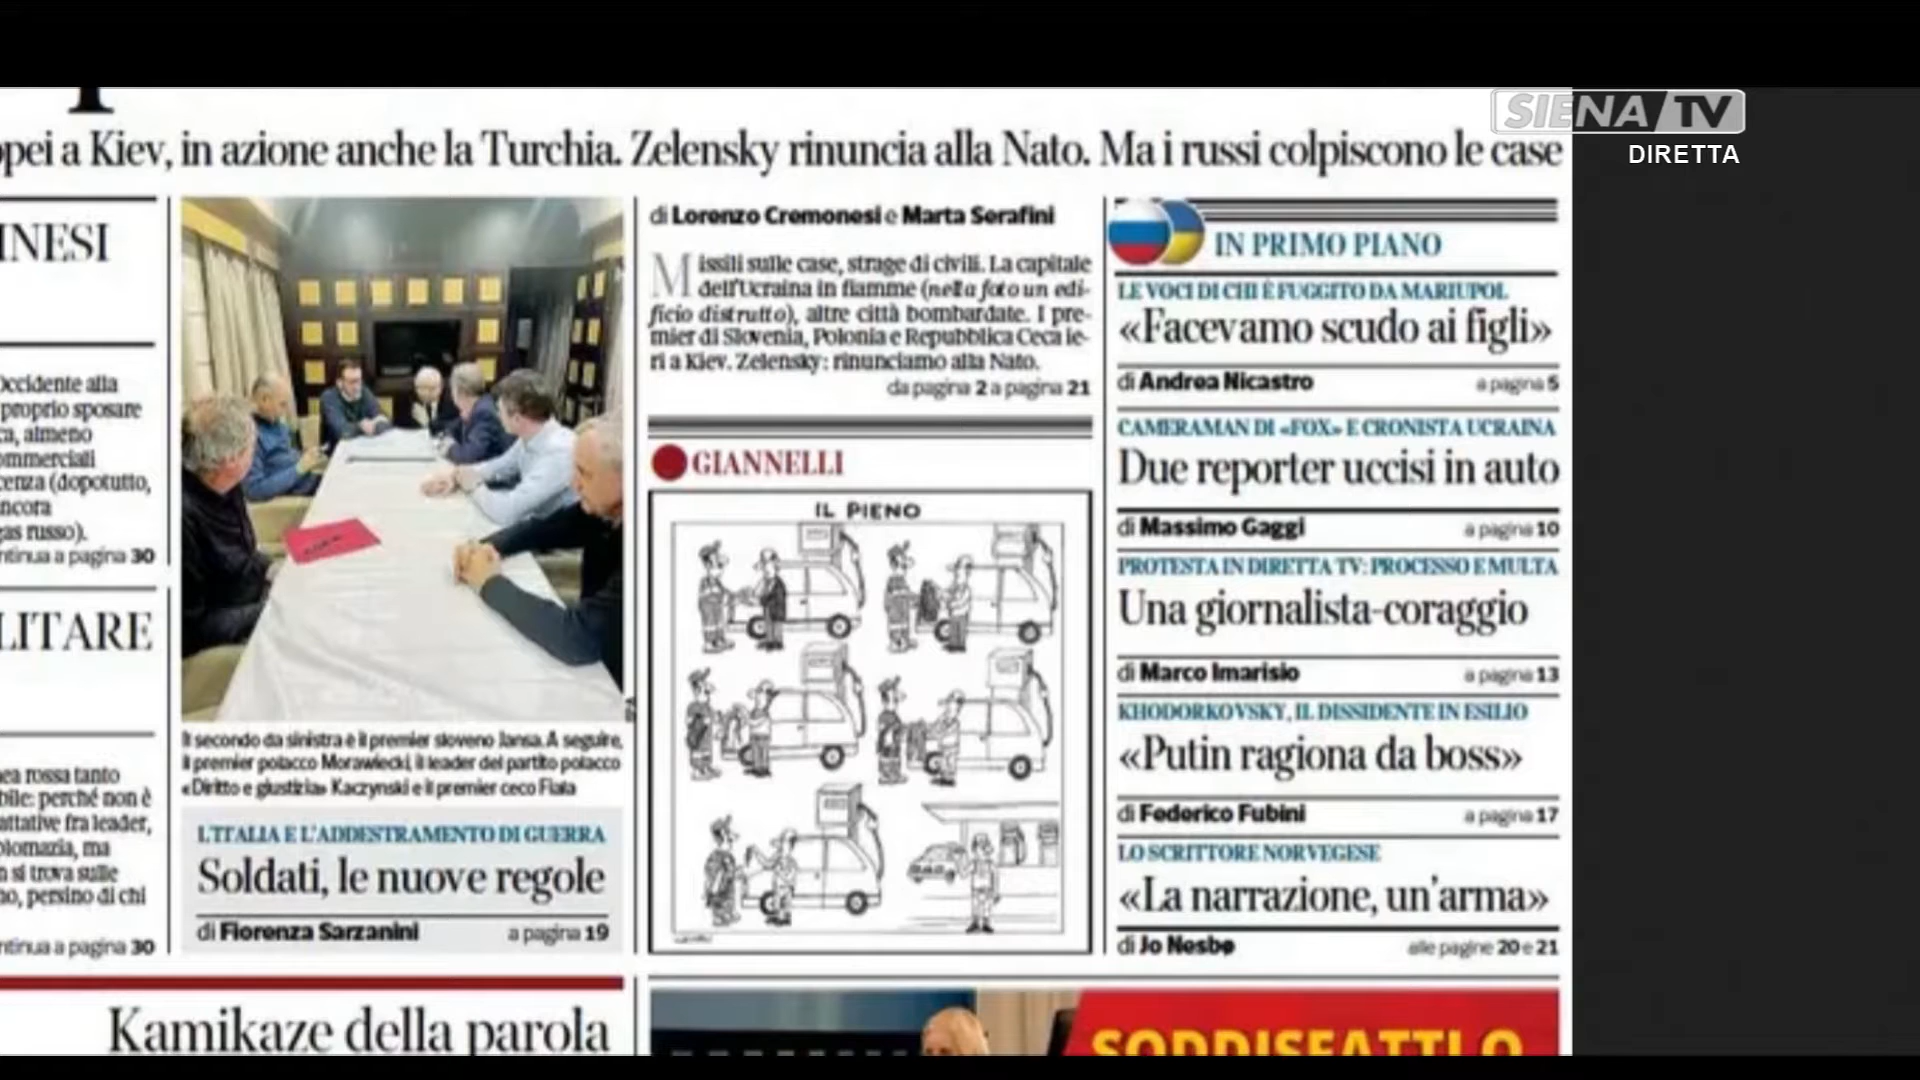 SIENA TV
DIRETTA
ppei a Kiev, in azione anche la Turchia. Zelensky rinuncia alla Nato. Ma i russi colpiscono le case
INESI
Occidente alla
proprio sposare
ca, almeno
ommerciali
cenza (dopotutto,
ncora
gas russo).
ntinua a pagina 30
LITARE
nea rossa tanto
bile: perché non è
attative fra leader,
plomazia, ma
n si trova sulle
no, persino di chi
ntinua a pagina 30
Il secondo da sinistra è il premier sloveno Jansa. A seguire,
il premier polacco Morawiecki, il leader del partito polacco
«Diritto e giustizia» Kaczynski e il premier ceco Fiala
L'ITALIA E L'ADDESTRAMENTO DI GUERRA
Soldati, le nuove regole
di Fiorenza Sarzanini a pagina 19
Kamikaze della parola
di Lorenzo Cremonesi e Marta Serafini
Missili sulle case, strage di civili. La capitale
dell'Ucraina in fiamme (nella foto un edi-
ficio distrutto), altre città bombardate. I pre-
mier di Slovenia, Polonia e Repubblica Ceca ie-
ri a Kiev. Zelensky: rinunciamo alla Nato.
da pagina 2 a pagina 21
GIANNELLI
IL PIENO
IN PRIMO PIANO
LE VOCI DI CHI È FUGGITO DA MARIUPOL
«Facevamo scudo ai figli»
di Andrea Nicastro a pagina 5
CAMERAMAN DI «FOX» E CRONISTA UCRAINA
Due reporter uccisi in auto
di Massimo Gaggi a pagina 10
PROTESTA IN DIRETTA TV: PROCESSO E MULTA
Una giornalista-coraggio
di Marco Imarisio a pagina 13
KHODORKOVSKY, IL DISSIDENTE IN ESILIO
«Putin ragiona da boss»
di Federico Fubini a pagina 17
LO SCRITTORE NORVEGESE
«La narrazione, un'arma»
di Jo Nesbø alle pagine 20 e 21
SODDISFATTI O